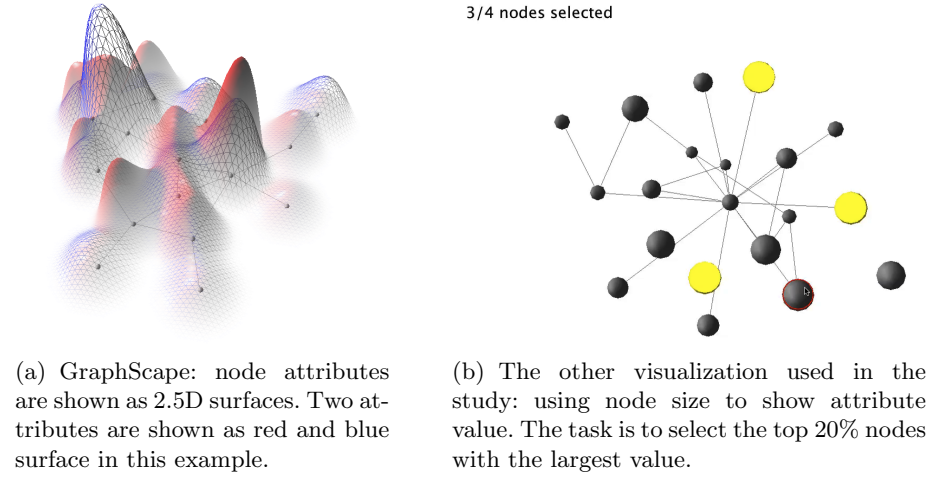 3/4 nodes selected
(a) GraphScape: node attributes
are shown as 2.5D surfaces. Two at-
tributes are shown as red and blue
surface in this example.
(b) The other visualization used in the
study: using node size to show attribute
value. The task is to select the top 20% nodes
with the largest value.